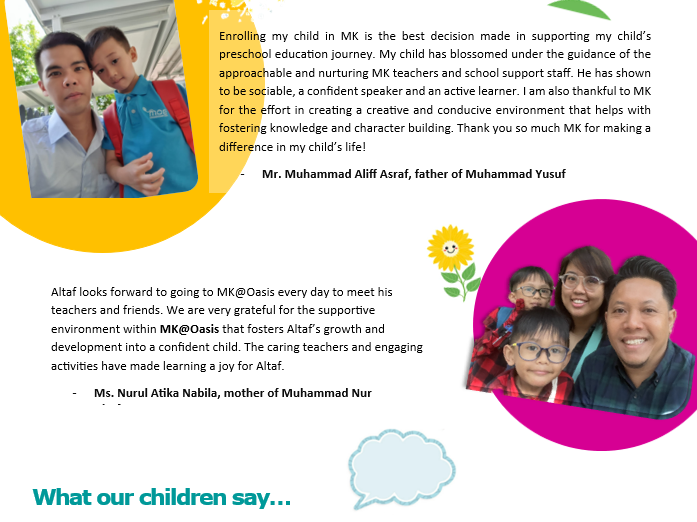 Enrolling my child in MK is the best decision made in supporting my child's
preschool education journey. My child has blossomed under the guidance of the
approachable and nurturing MK teachers and school support staff. He has shown
to be sociable, a confident speaker and an active learner. I am also thankful to MK
for the effort in creating a creative and conducive environment that helps with
fostering knowledge and character building. Thank you so much MK for making a
difference in my child's life!
- Mr. Muhammad Aliff Asraf, father of Muhammad Yusuf
Altaf looks forward to going to MK@Oasis every day to meet his
teachers and friends. We are very grateful for the supportive
environment within MK@Oasis that fosters Altaf's growth and
development into a confident child. The caring teachers and engaging
activities have made learning a joy for Altaf.
- Ms. Nurul Atika Nabila, mother of Muhammad Nur
What our children say...